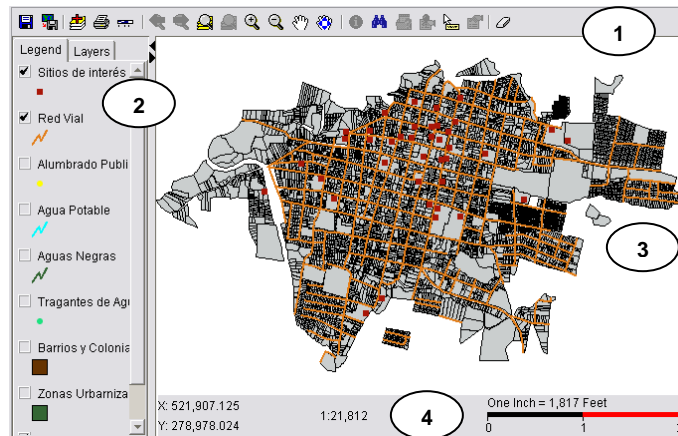 1
Legend Layers
Sitios de interés
2
Red Vial
Alumbrado Publi
Agua Potable
Aguas Negras
3
Tragantes de Agu
Barrios y Colonia
Zonas Urbaniza
X: 521,907.125
Y: 278,978.024
1:21,812
4
One Inch = 1,817 Feet
0 1